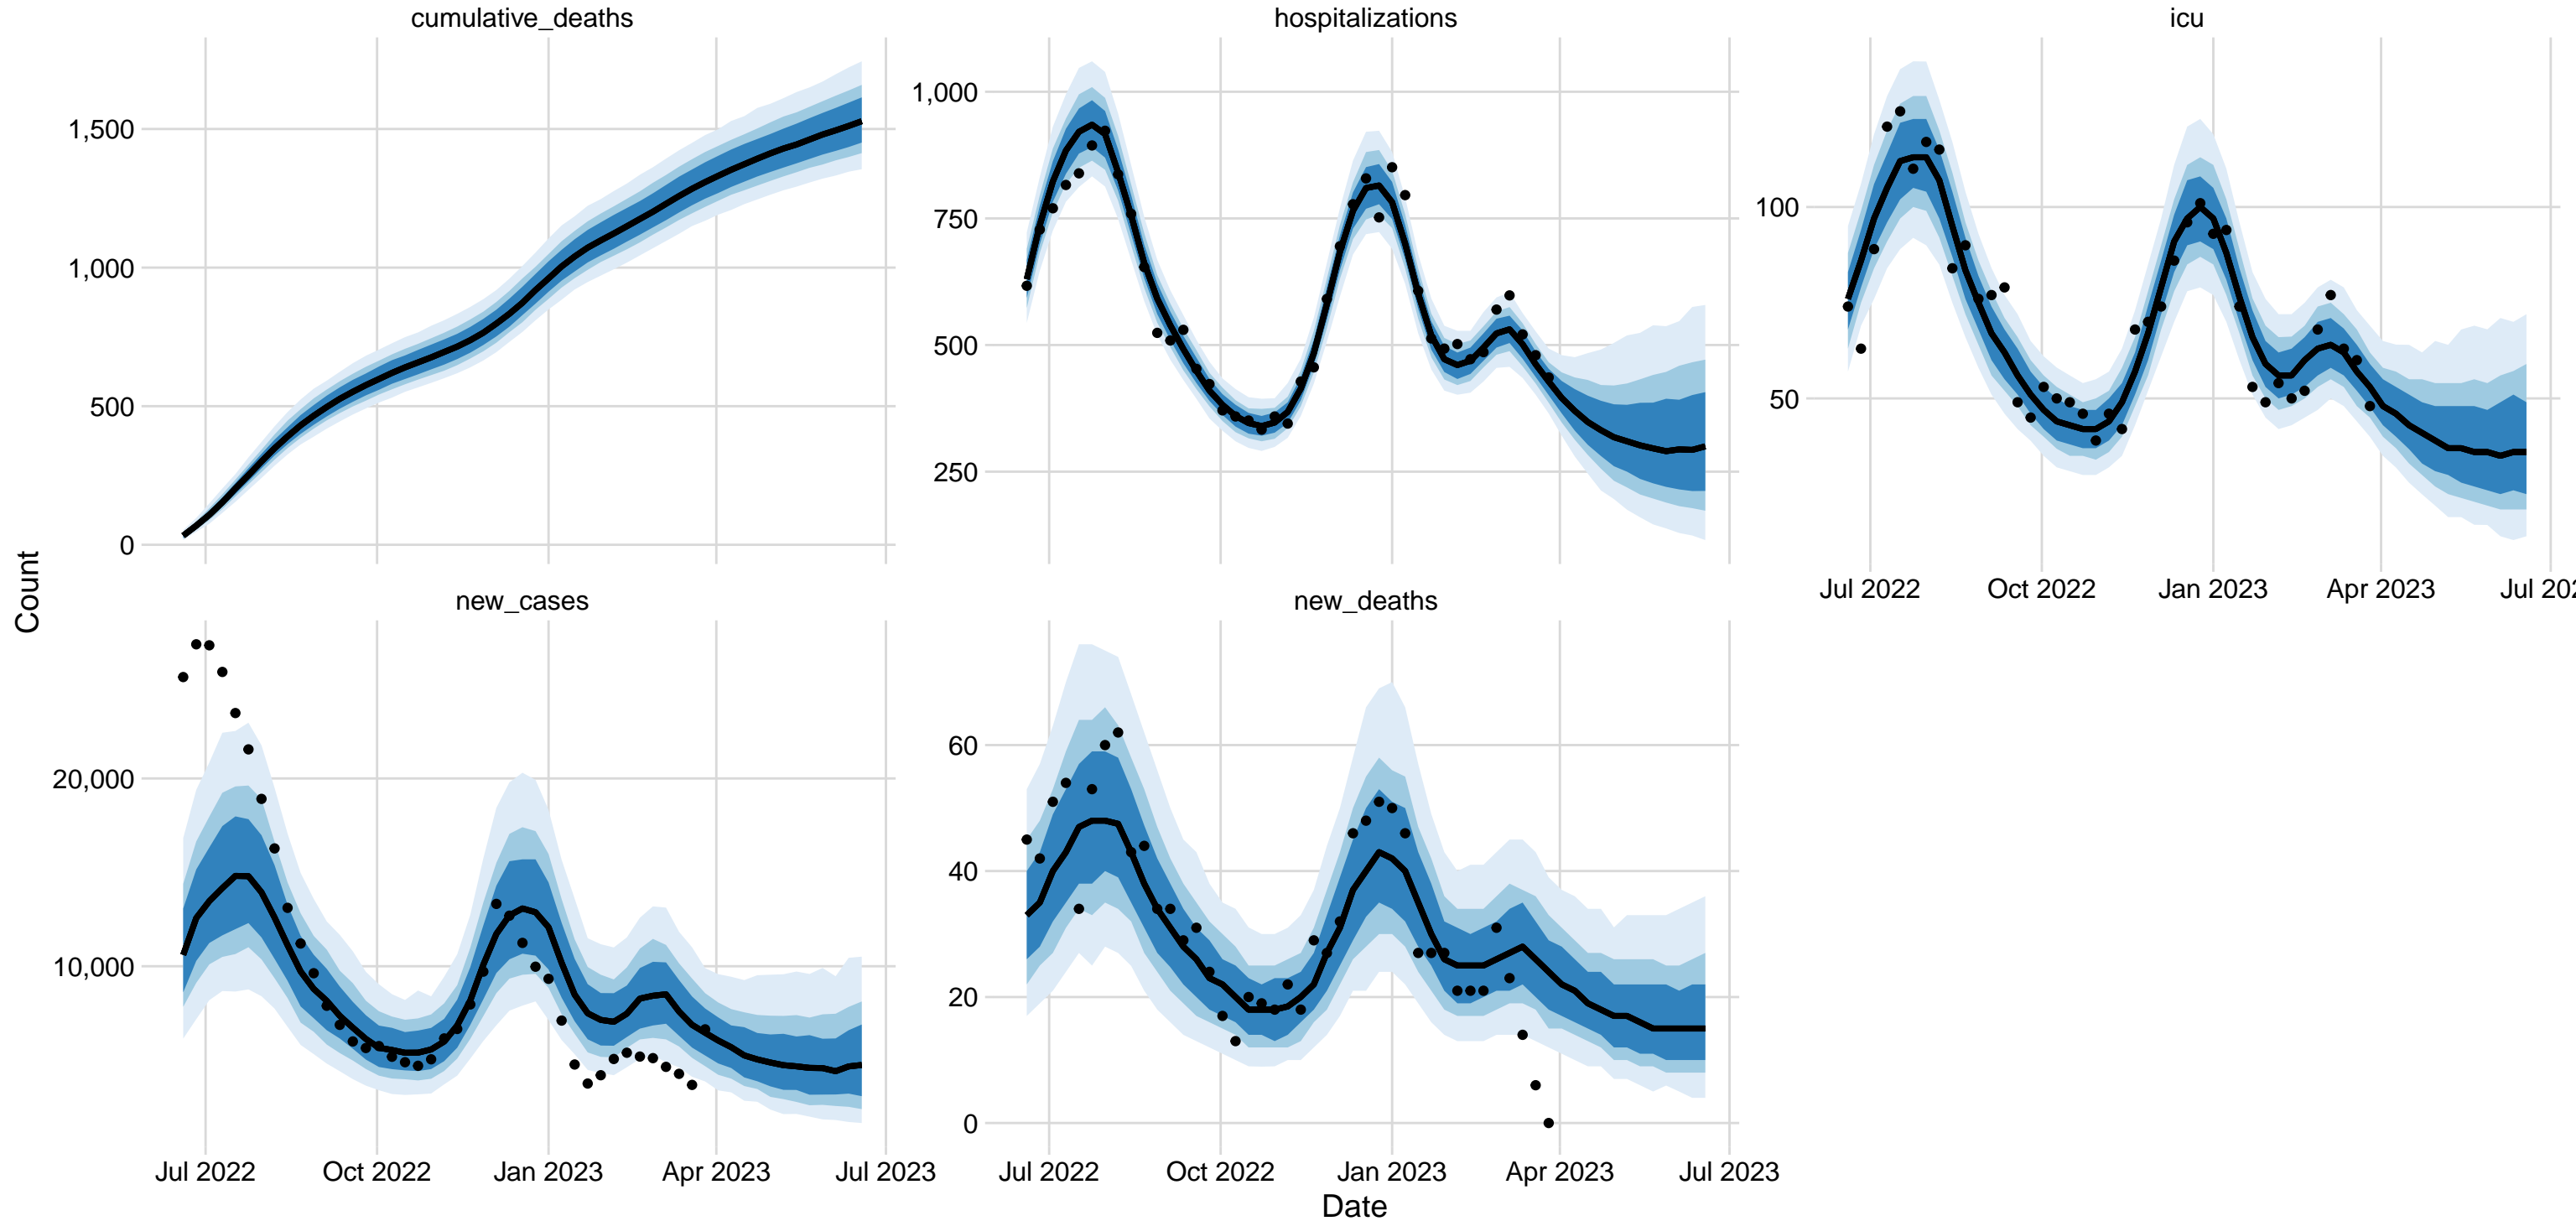 cumulative_deaths
hospitalizations
icu
1,500
1,000
500
0
1,000
750
500
250
100
50
Jul 2022 Oct 2022 Jan 2023 Apr 2023 Jul 202
Count
new_cases
new_deaths
20,000
10,000
60
40
20
0
Jul 2022 Oct 2022 Jan 2023 Apr 2023 Jul 2023
Jul 2022 Oct 2022 Jan 2023 Apr 2023 Jul 2023
Date